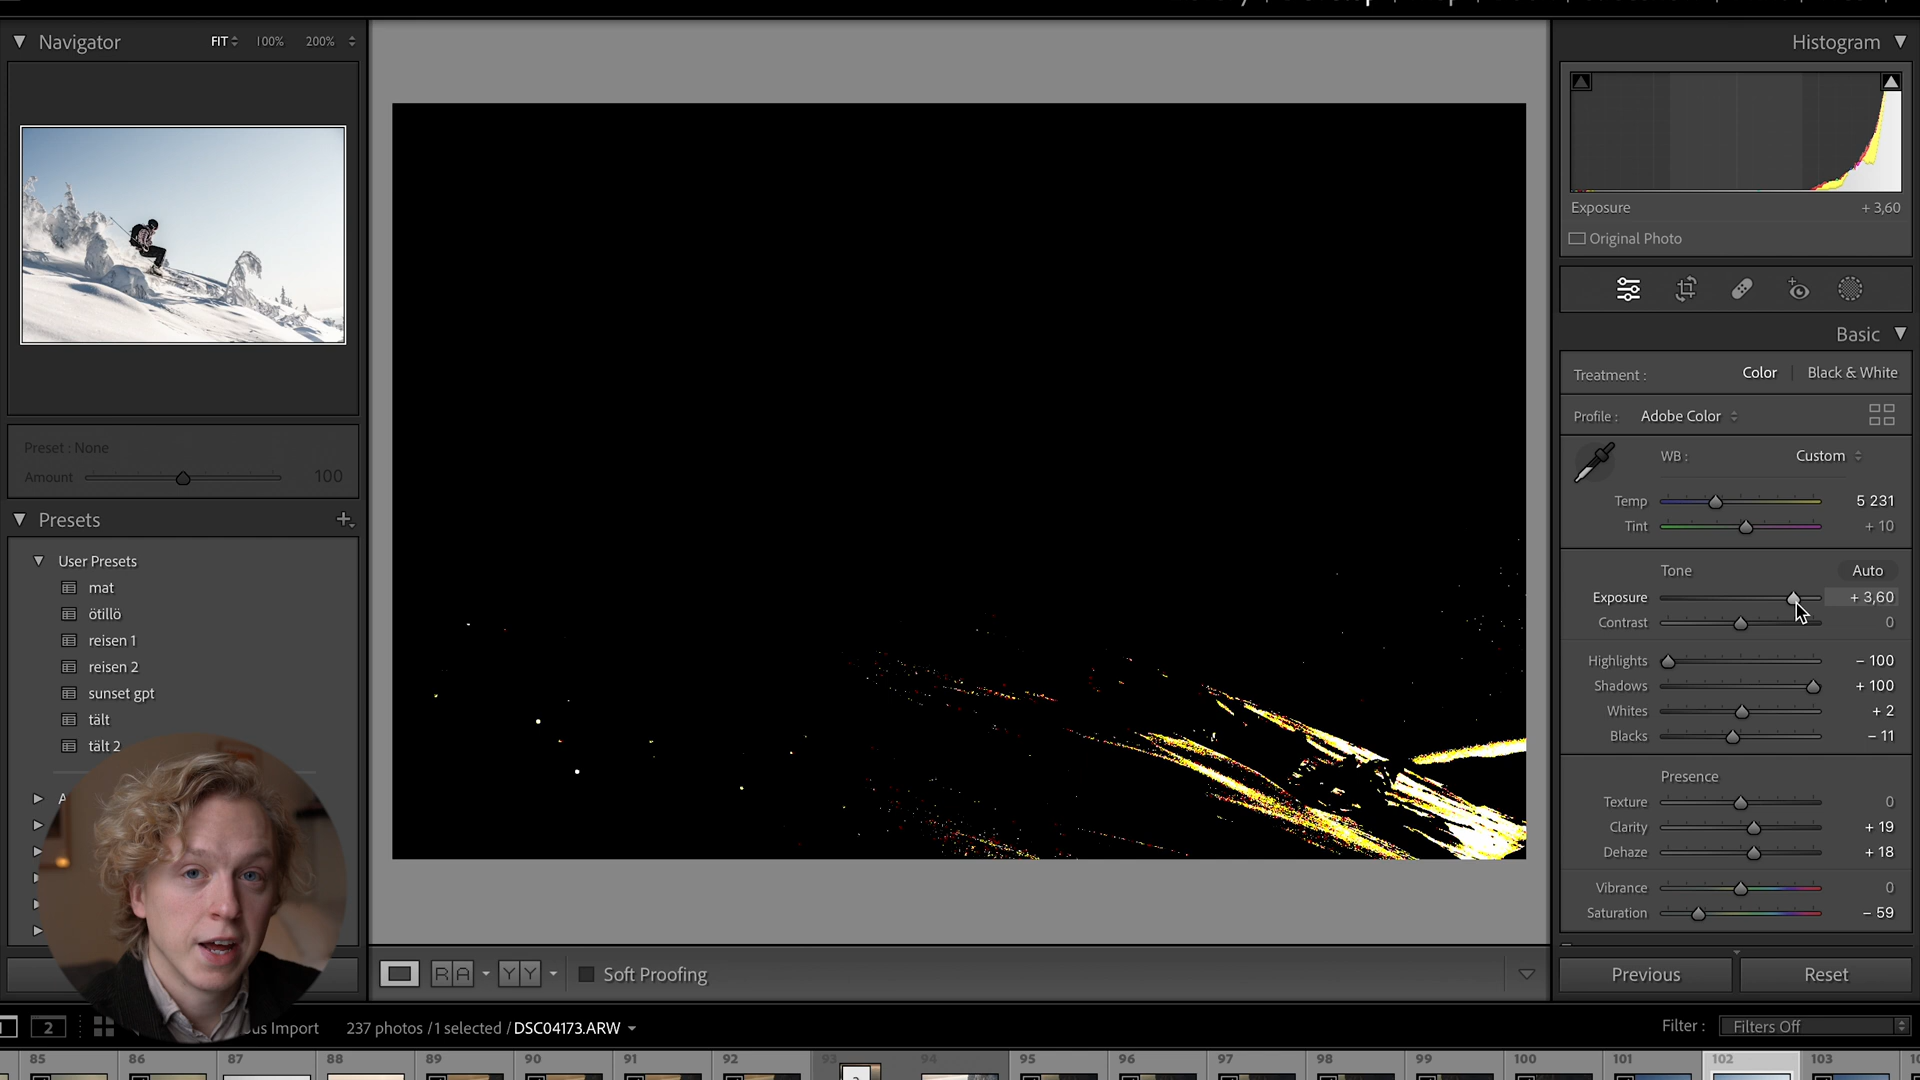 Navigator FIT 100% 200%
Histogram
Exposure + 3,60
Original Photo
Basic
Treatment : Color Black & White
Profile : Adobe Color
WB : Custom
Temp 5 231
Tint + 10
Tone Auto
Exposure + 3,60
Contrast 0
Highlights − 100
Shadows + 100
Whites + 2
Blacks − 11
Presence
Texture 0
Clarity + 19
Dehaze + 18
Vibrance 0
Saturation − 59
Previous Reset
Preset : None
Amount 100
Presets
User Presets
mat
ötillö
reisen 1
reisen 2
sunset gpt
tält
tält 2
R A Y Y Soft Proofing
2 Import 237 photos / 1 selected / DSC04173.ARW Filter : Filters Off
85 86 87 88 89 90 91 92 93 94 95 96 97 98 99 100 101 102 103